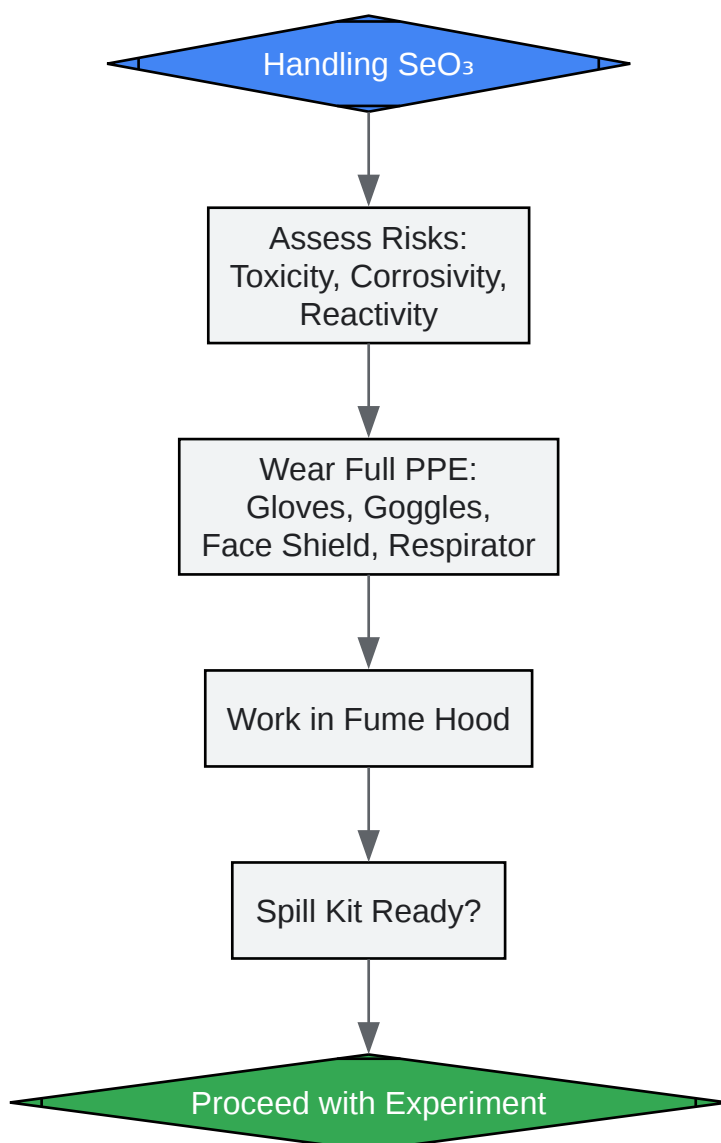 Handling SeO₃
Assess Risks:
Toxicity, Corrosivity,
Reactivity
Wear Full PPE:
Gloves, Goggles,
Face Shield, Respirator
Work in Fume Hood
Spill Kit Ready?
Proceed with Experiment